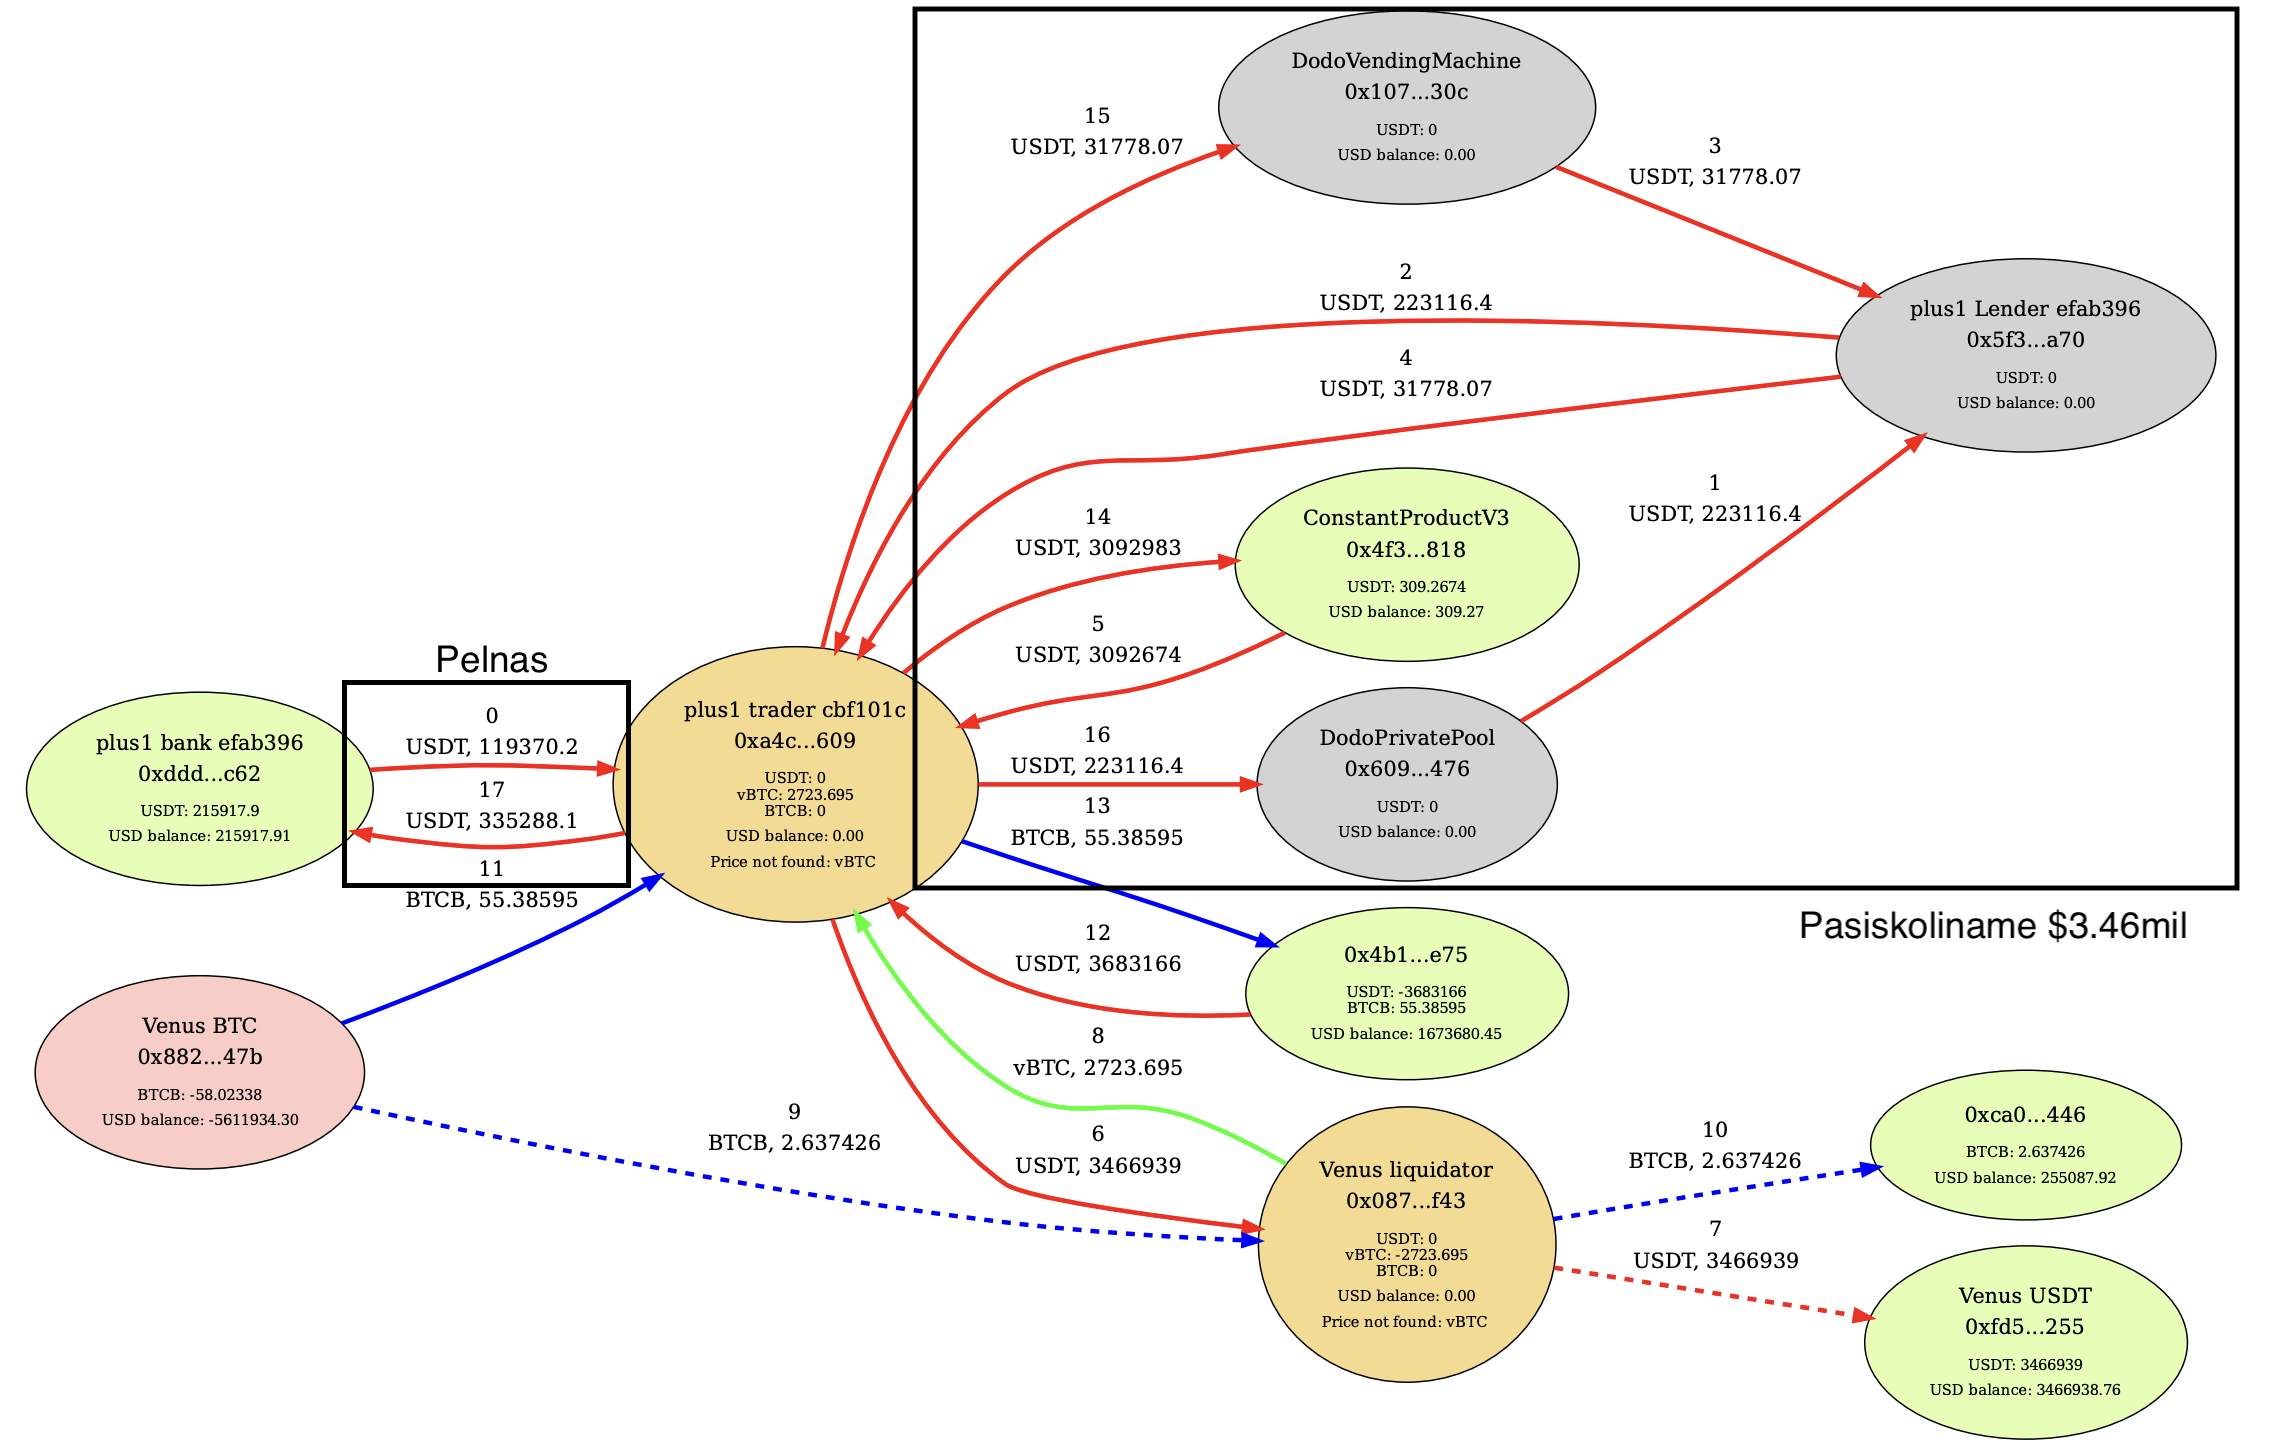 DodoVendingMachine
0x107...30c
USDT: 0
USD balance: 0.00
15
USDT, 31778.07
3
USDT, 31778.07
2
USDT, 223116.4
plus1 Lender efab396
0x5f3...a70
USDT: 0
USD balance: 0.00
4
USDT, 31778.07
1
USDT, 223116.4
14
USDT, 3092983
ConstantProductV3
0x4f3...818
USDT: 309.2674
USD balance: 309.27
5
USDT, 3092674
Pelnas
plus1 bank efab396
0xddd...c62
USDT: 215917.9
USD balance: 215917.91
0
USDT, 119370.2
17
USDT, 335288.1
11
BTCB, 55.38595
plus1 trader cbf101c
0xa4c...609
USDT: 0
vBTC: 2723.695
BTCB: 0
USD balance: 0.00
Price not found: vBTC
16
USDT, 223116.4
13
BTCB, 55.38595
DodoPrivatePool
0x609...476
USDT: 0
USD balance: 0.00
Pasiskoliname $3.46mil
12
USDT, 3683166
0x4b1...e75
USDT: -3683166
BTCB: 55.38595
USD balance: 1673680.45
Venus BTC
0x882...47b
BTCB: -58.02338
USD balance: -5611934.30
8
vBTC, 2723.695
9
BTCB, 2.637426
6
USDT, 3466939
Venus liquidator
0x087...f43
USDT: 0
vBTC: -2723.695
BTCB: 0
USD balance: 0.00
Price not found: vBTC
10
BTCB, 2.637426
0xca0...446
BTCB: 2.637426
USD balance: 255087.92
7
USDT, 3466939
Venus USDT
0xfd5...255
USDT: 3466939
USD balance: 3466938.76